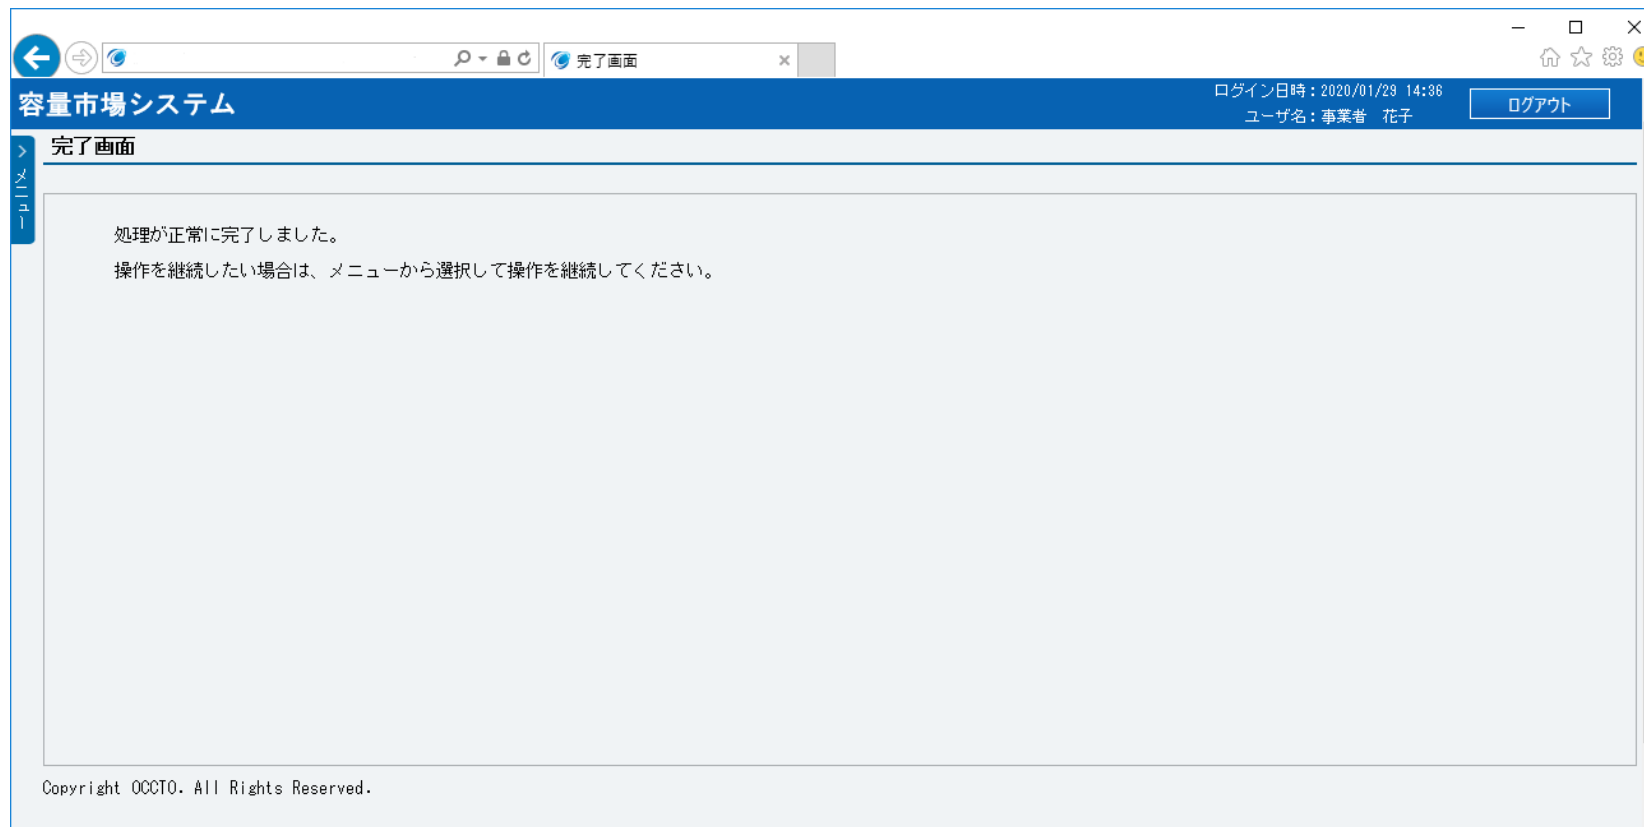 完了画面
容量市場システム
ログイン日時：2020/01/29 14:36
ユーザ名：事業者 花子
ログアウト
完了画面
メニュー
処理が正常に完了しました。
操作を継続したい場合は、メニューから選択して操作を継続してください。
Copyright OCCTO. All Rights Reserved.